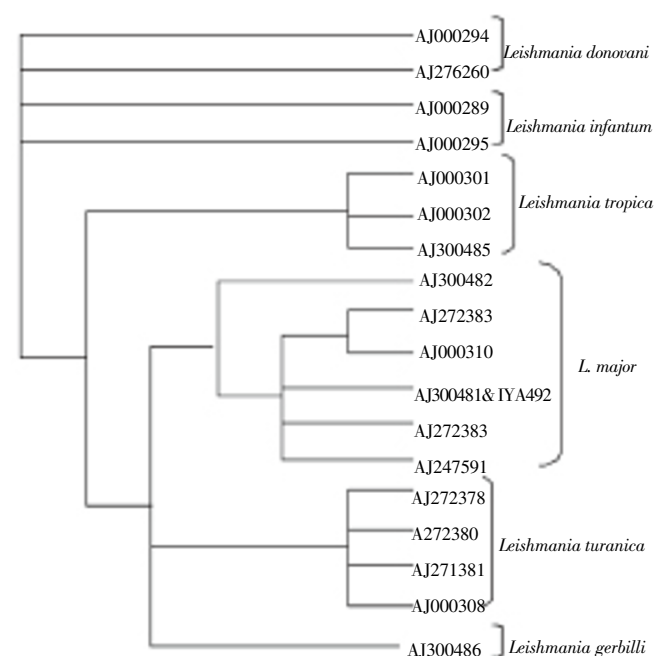 AJ000294
Leishmania donovani
AJ276260
AJ000289
Leishmania infantum
AJ000295
AJ000301
Leishmania tropica
AJ000302
AJ300485
AJ300482
AJ272383
AJ000310
L. major
AJ300481& IYA492
AJ272383
AJ247591
AJ272378
A272380
Leishmania turanica
AJ271381
AJ000308
AJ300486
Leishmania gerbilli